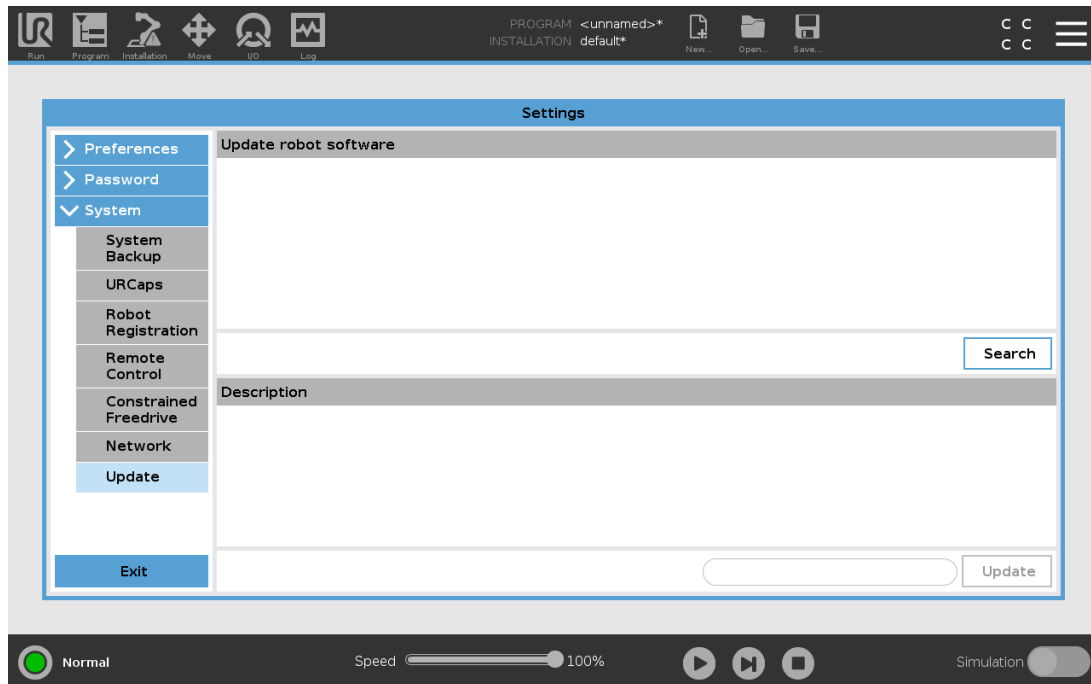 UR
PROGRAM <unnamed>*
INSTALLATION default*
Run
Program
Installation
Move
I/O
Log
New...
Open...
Save...
C C
C C
Settings
Preferences
Password
System
System
Backup
URCaps
Robot
Registration
Remote
Control
Constrained
Freedrive
Network
Update
Exit
Update robot software
Search
Description
Update
Normal
Speed 100%
Simulation